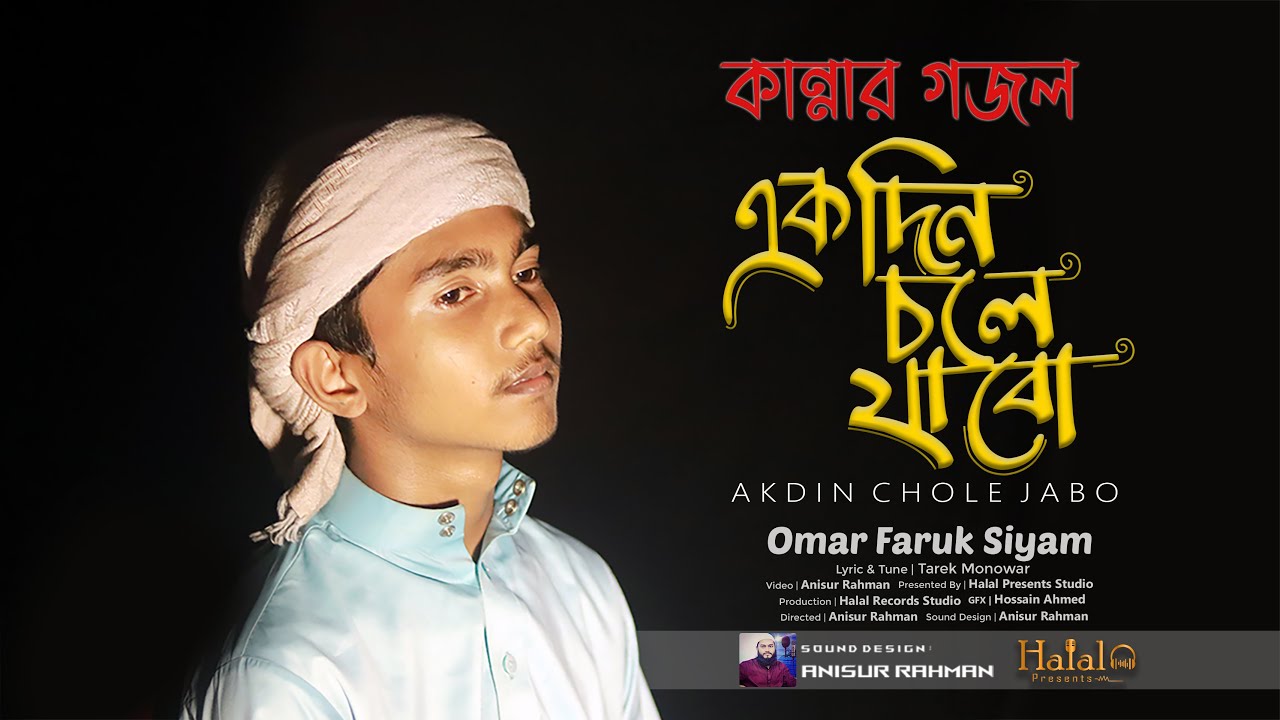 কান্নার গজল
একদিন
চলে
যাবো
AKDIN CHOLE JABO
Omar Faruk Siyam
Lyric & Tune | Tarek Monowar
Video | Anisur Rahman Presented By | Halal Presents Studio
Production | Halal Records Studio GFX | Hossain Ahmed
Directed | Anisur Rahman Sound Design | Anisur Rahman
SOUND DESIGN:
ANISUR RAHMAN
Halal
Presents